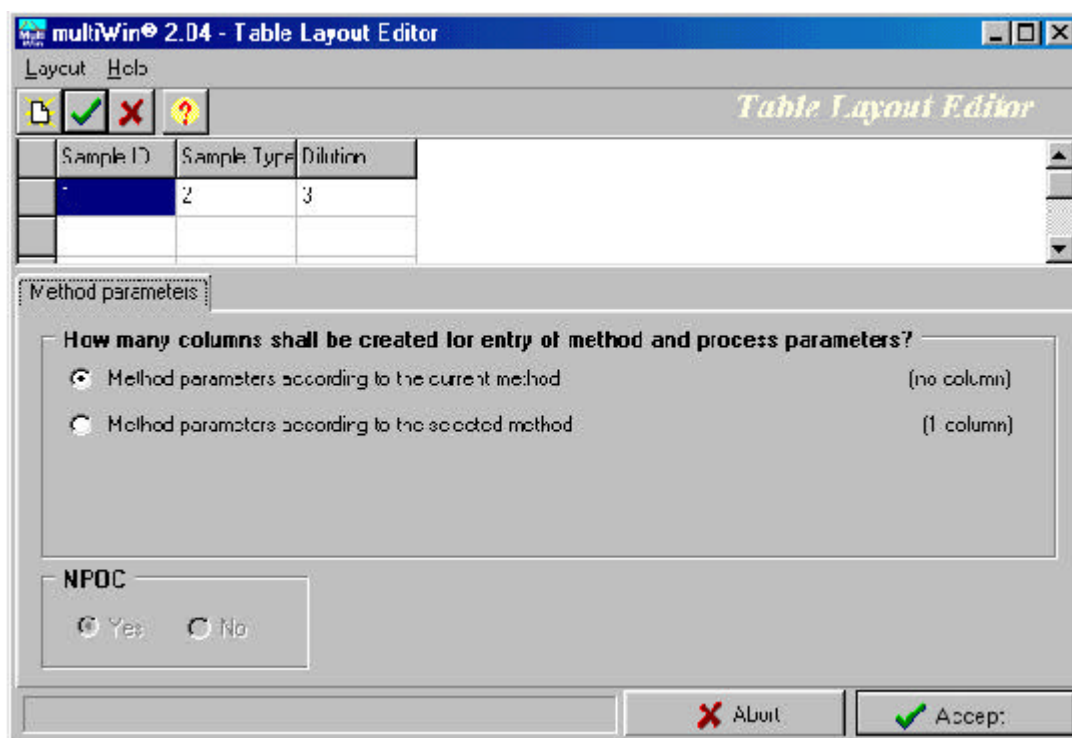 multiWin® 2.04 - Table Layout Editor
Layout Help
Table Layout Editor
Sample ID Sample Type Dilution
1 2 3
Method parameters
How many columns shall be created for entry of method and process parameters?
Method parameters according to the current method (no column)
Method parameters according to the selected method (1 column)
NPOC
Yes No
Abort Accept